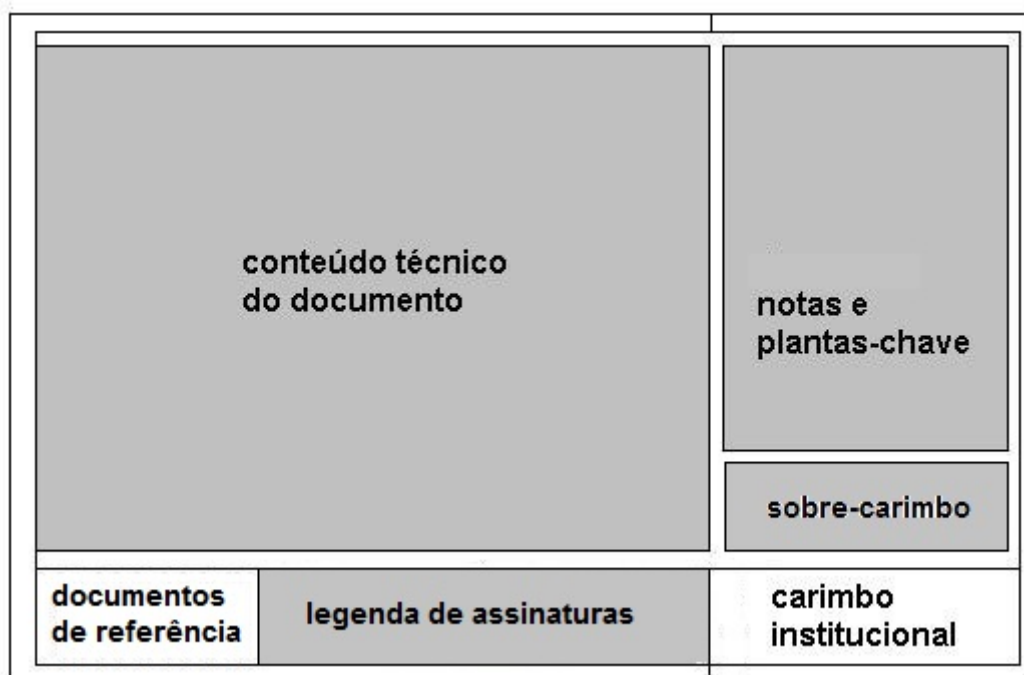 conteúdo técnico
do documento
notas e
plantas-chave
sobre-carimbo
documentos
de referência
legenda de assinaturas
carimbo
institucional